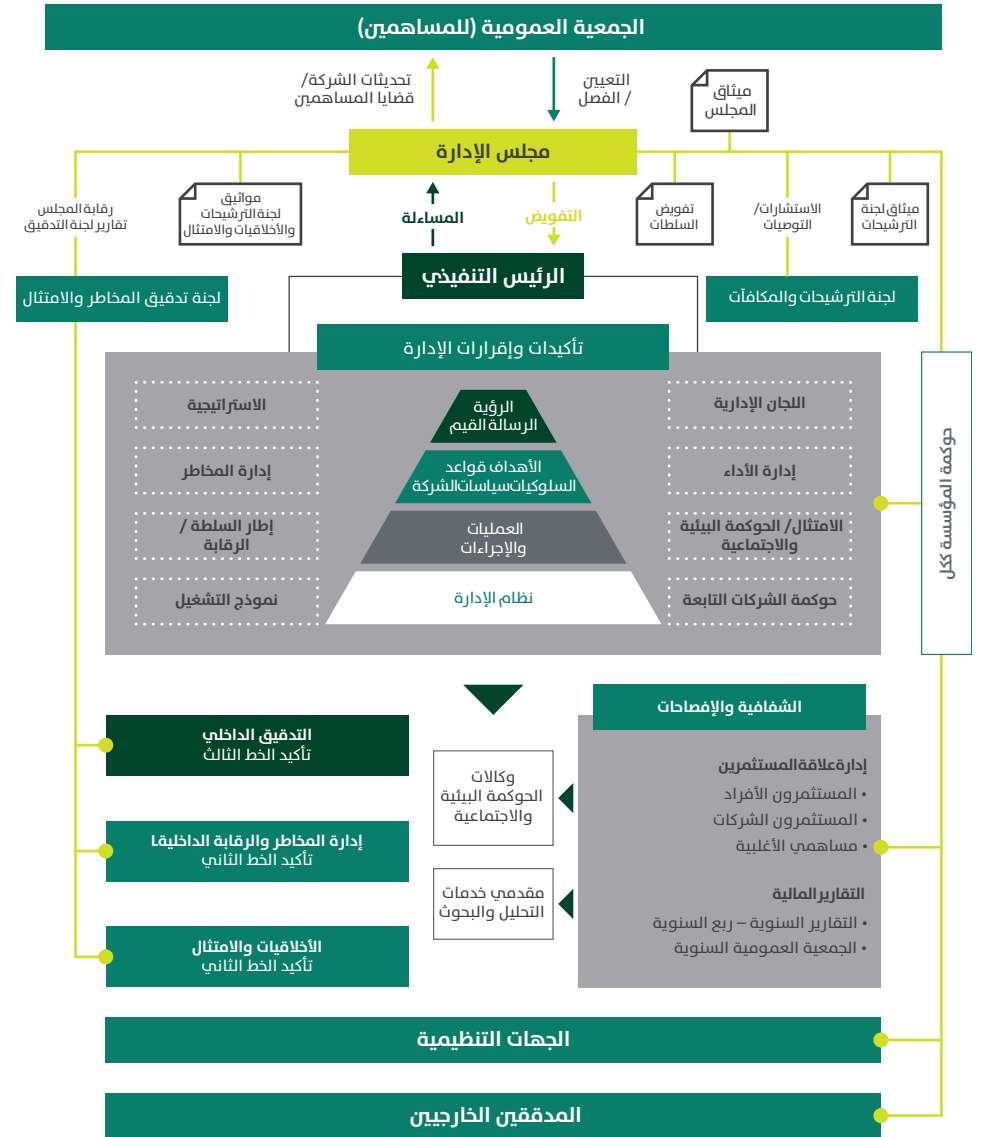 الجمعية العمومية (للمساهمين)
التعيين
/ الفصل
تحديثات الشركة/
قضايا المساهمين
ميثاق
المجلس
مجلس الإدارة
ميثاق لجنة
الترشيحات
الاستشارات/
التوصيات
تفويض
السلطات
التفويض
المساءلة
مواثيق
لجنة الترشيحات
والأخلاقيات والامتثال
رقابة المجلس
تقارير لجنة التدقيق
الرئيس التنفيذي
لجنة الترشيحات والمكافآت
لجنة تدقيق المخاطر والامتثال
تأكيدات وإقرارات الإدارة
اللجان الإدارية
إدارة الأداء
الامتثال/ الحوكمة البيئية
والاجتماعية
حوكمة الشركات التابعة
الرؤية
الرسالة القيم
الأهداف قواعد
السلوكيات سياسات الشركة
العمليات
والإجراءات
نظام الإدارة
الاستراتيجية
إدارة المخاطر
إطار السلطة /
الرقابة
نموذج التشغيل
حوكمة المؤسسة ككل
الشفافية والإفصاحات
إدارة علاقة المستثمرين
• المستثمرون الأفراد
• المستثمرون الشركات
• مساهمي الأغلبية
التقارير المالية
• التقارير السنوية – ربع السنوية
• الجمعية العمومية السنوية
وكالات
الحوكمة البيئية
والاجتماعية
مقدمي خدمات
التحليل والبحوث
التدقيق الداخلي
تأكيد الخط الثالث
إدارة المخاطر والرقابة الداخلية.
تأكيد الخط الثاني
الأخلاقيات والامتثال
تأكيد الخط الثاني
الجهات التنظيمية
المدققين الخارجيين